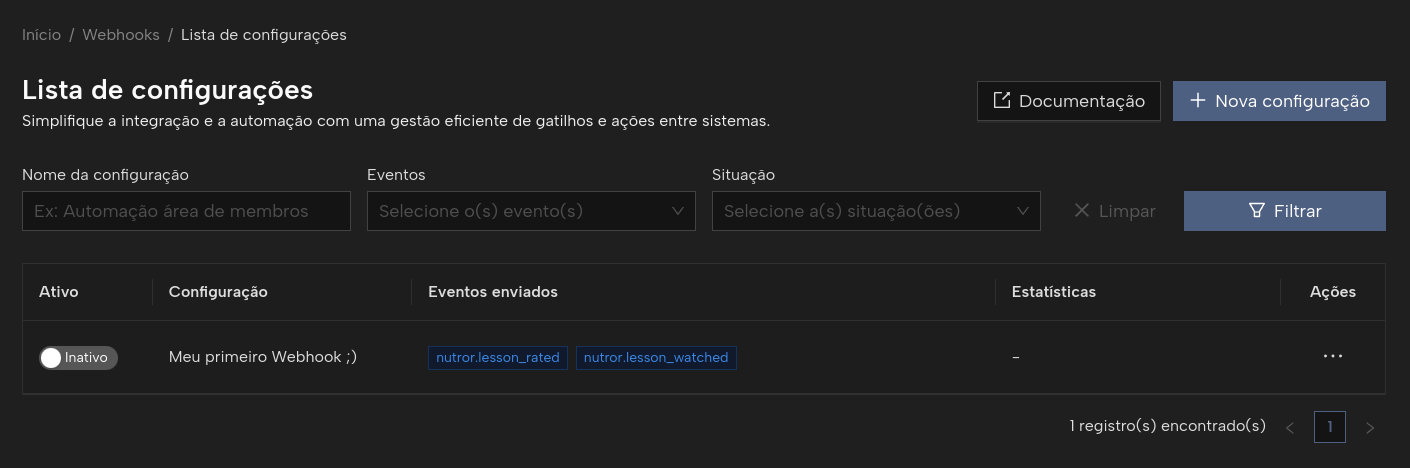 Início / Webhooks / Lista de configurações
Lista de configurações
Simplifique a integração e a automação com uma gestão eficiente de gatilhos e ações entre sistemas.
Documentação
Nova configuração
Nome da configuração
Eventos
Situação
Ex: Automação área de membros
Selecione o(s) evento(s)
Selecione a(s) situação(ões)
Limpar
Filtrar
Ativo
Configuração
Eventos enviados
Estatísticas
Ações
Inativo
Meu primeiro Webhook ;)
nutror.lesson_rated
nutror.lesson_watched
-
1 registro(s) encontrado(s)
1